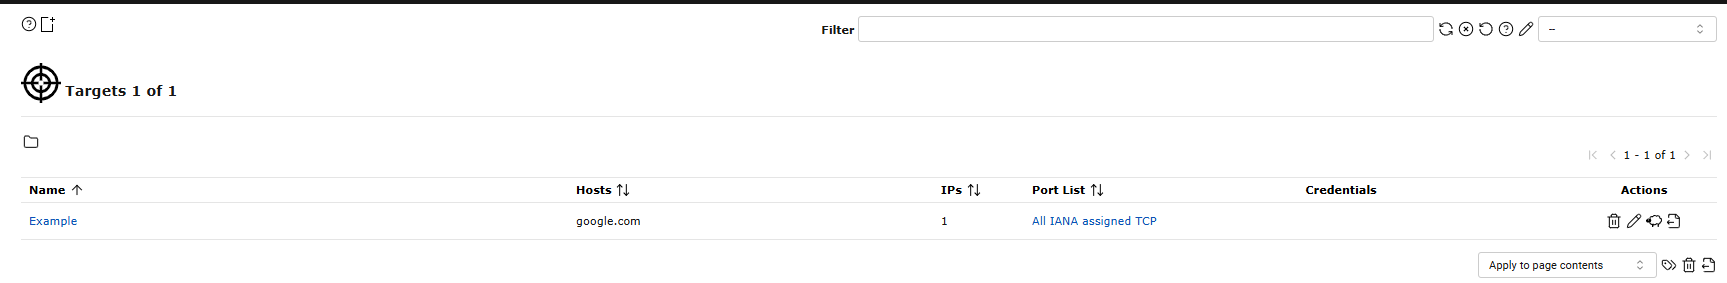 Filter
–
Targets 1 of 1
1 - 1 of 1
Name Hosts IPs Port List Credentials Actions
Example google.com 1 All IANA assigned TCP
Apply to page contents